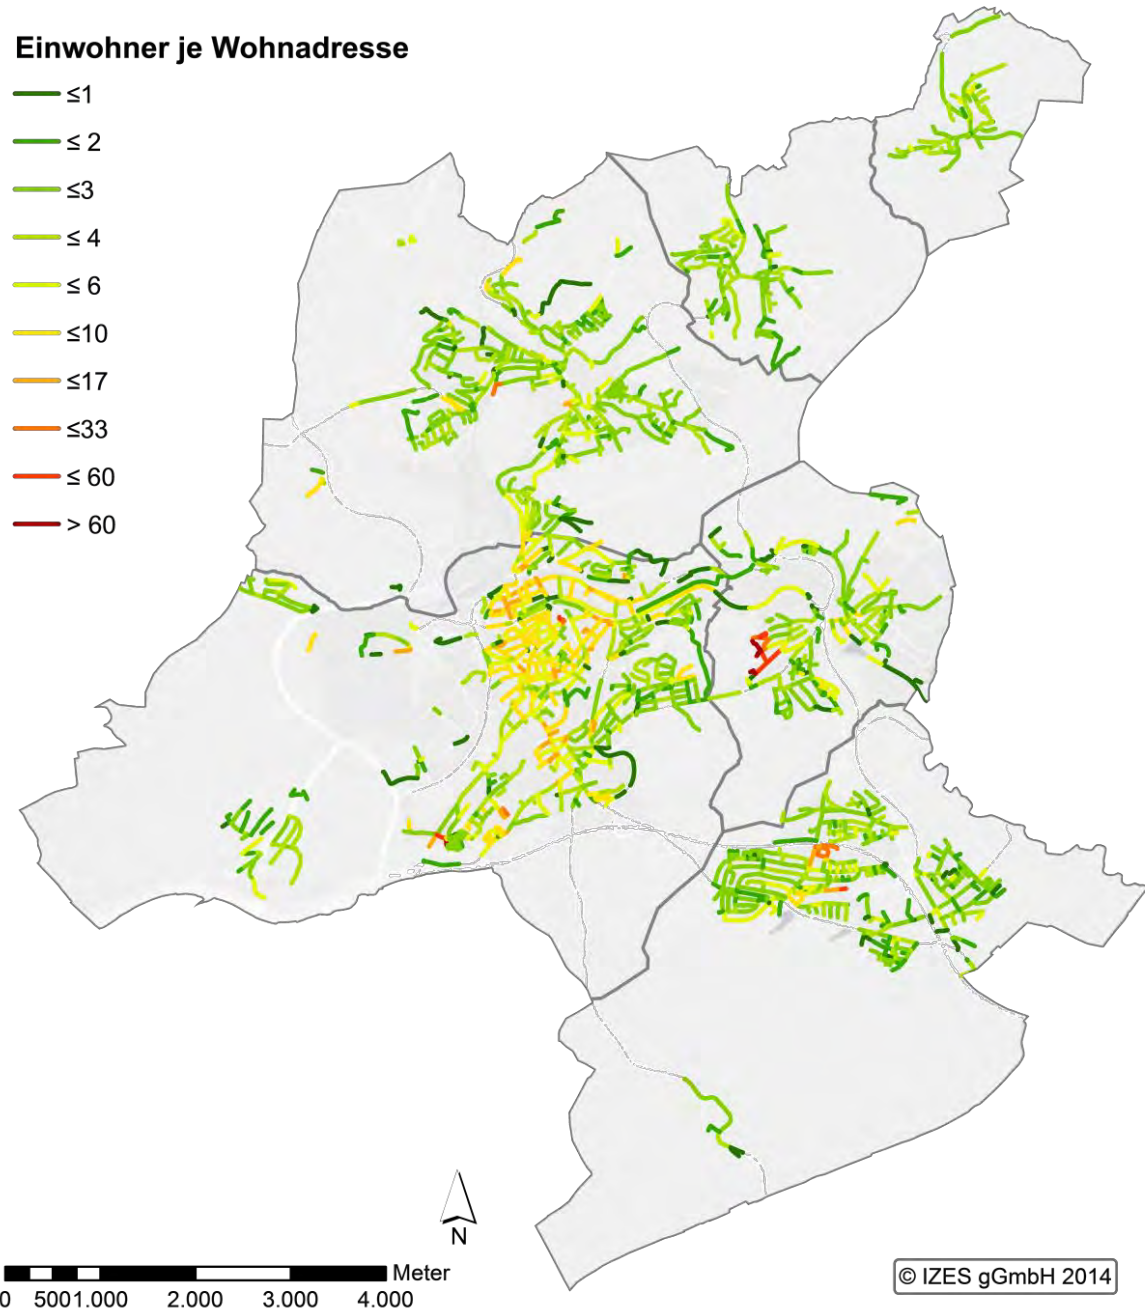 Einwohner je Wohnadresse
≤1
≤ 2
≤3
≤ 4
≤ 6
≤10
≤17
≤33
≤ 60
> 60
N
Meter
0 5001.000 2.000 3.000 4.000
© IZES gGmbH 2014